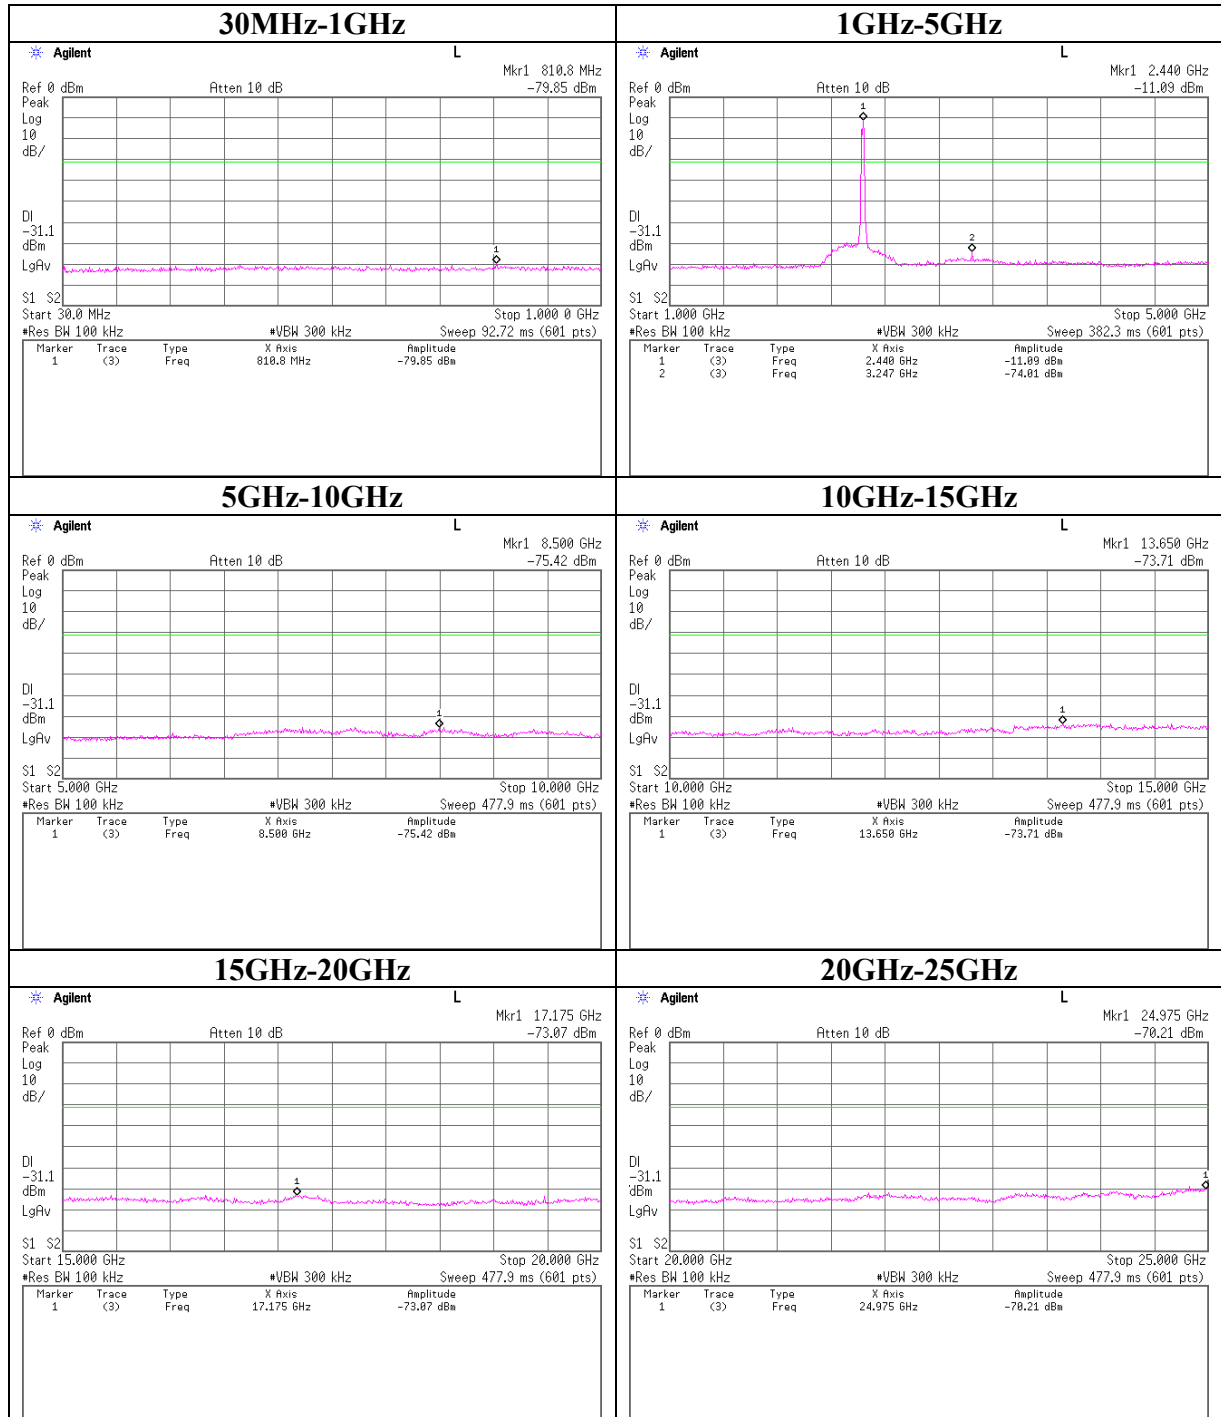 30MHz-1GHz
Agilent L
Mkr1 810.8 MHz
Ref 0 dBm Atten 10 dB -79.85 dBm
Peak
Log
10
dB/
1
DI
-31.1
dBm
LgAv
S1 S2
Start 30.0 MHz Stop 1.000 0 GHz
#Res BW 100 kHz #VBW 300 kHz Sweep 92.72 ms (601 pts)
Marker Trace Type X Axis Amplitude
1 (3) Freq 810.8 MHz -79.85 dBm
1GHz-5GHz
Agilent L
Mkr1 2.440 GHz
Ref 0 dBm Atten 10 dB -11.09 dBm
Peak
Log
10
dB/
1
DI
-31.1
dBm
2
LgAv
S1 S2
Start 1.000 GHz Stop 5.000 GHz
#Res BW 100 kHz #VBW 300 kHz Sweep 382.3 ms (601 pts)
Marker Trace Type X Axis Amplitude
1 (3) Freq 2.440 GHz -11.09 dBm
2 (3) Freq 3.247 GHz -74.01 dBm
5GHz-10GHz
Agilent L
Mkr1 8.500 GHz
Ref 0 dBm Atten 10 dB -75.42 dBm
Peak
Log
10
dB/
DI
-31.1
dBm
1
LgAv
S1 S2
Start 5.000 GHz Stop 10.000 GHz
#Res BW 100 kHz #VBW 300 kHz Sweep 477.9 ms (601 pts)
Marker Trace Type X Axis Amplitude
1 (3) Freq 8.500 GHz -75.42 dBm
10GHz-15GHz
Agilent L
Mkr1 13.650 GHz
Ref 0 dBm Atten 10 dB -73.71 dBm
Peak
Log
10
dB/
DI
-31.1
dBm
1
LgAv
S1 S2
Start 10.000 GHz Stop 15.000 GHz
#Res BW 100 kHz #VBW 300 kHz Sweep 477.9 ms (601 pts)
Marker Trace Type X Axis Amplitude
1 (3) Freq 13.650 GHz -73.71 dBm
15GHz-20GHz
Agilent L
Mkr1 17.175 GHz
Ref 0 dBm Atten 10 dB -73.07 dBm
Peak
Log
10
dB/
DI
-31.1
dBm
1
LgAv
S1 S2
Start 15.000 GHz Stop 20.000 GHz
#Res BW 100 kHz #VBW 300 kHz Sweep 477.9 ms (601 pts)
Marker Trace Type X Axis Amplitude
1 (3) Freq 17.175 GHz -73.07 dBm
20GHz-25GHz
Agilent L
Mkr1 24.975 GHz
Ref 0 dBm Atten 10 dB -70.21 dBm
Peak
Log
10
dB/
DI
-31.1
dBm
1
LgAv
S1 S2
Start 20.000 GHz Stop 25.000 GHz
#Res BW 100 kHz #VBW 300 kHz Sweep 477.9 ms (601 pts)
Marker Trace Type X Axis Amplitude
1 (3) Freq 24.975 GHz -70.21 dBm